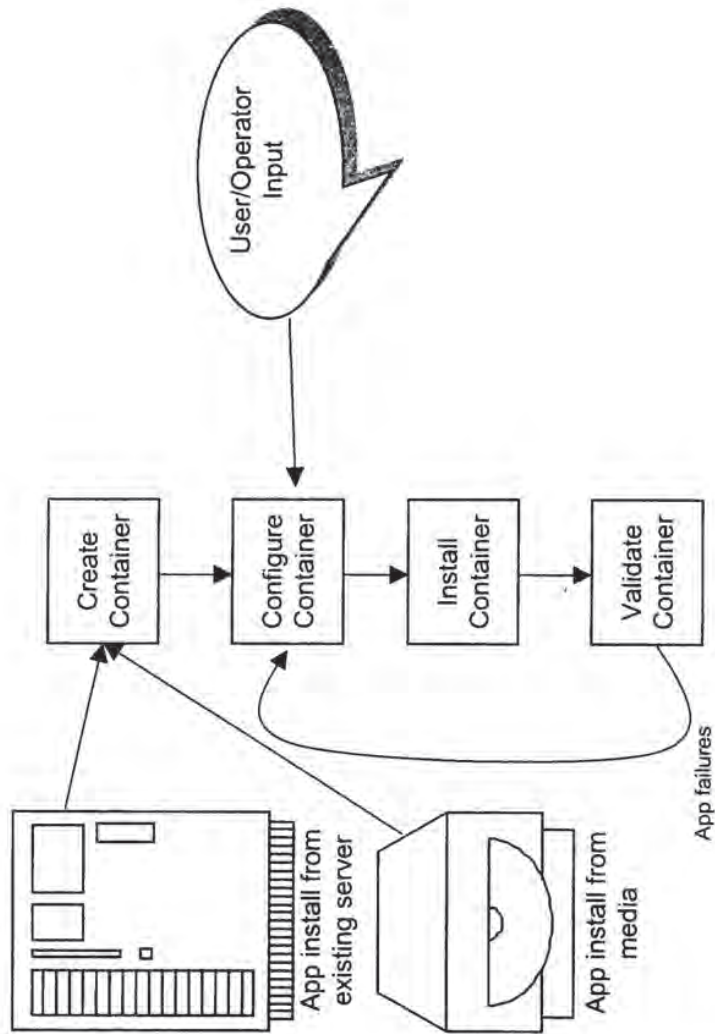 App install from
existing server
App install from
media
Create
Container
Configure
Container
Install
Container
Validate
Container
App failures
User/Operator
Input